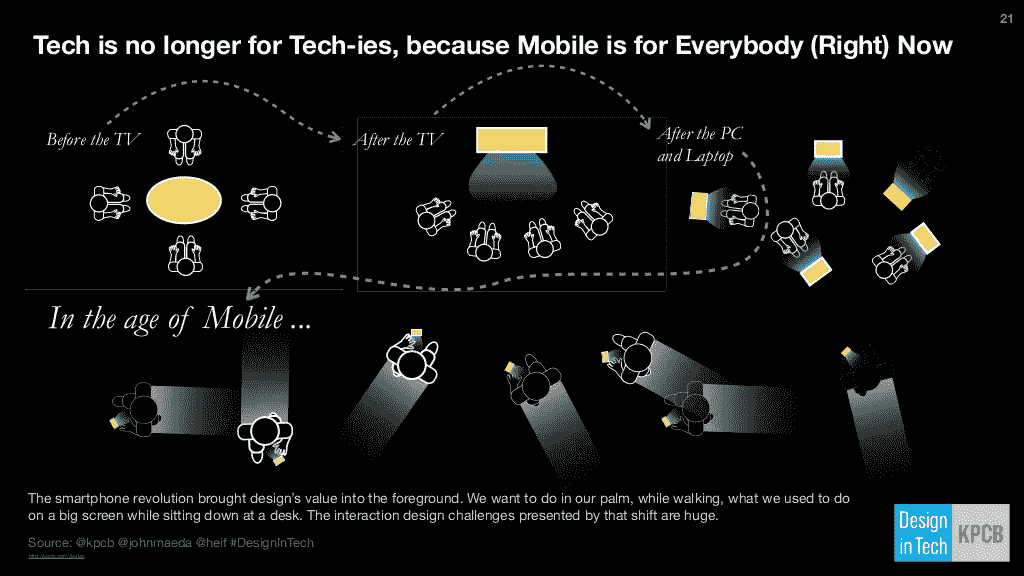 21
Tech is no longer for Tech-ies, because Mobile is for Everybody (Right) Now
Before the TV
After the TV
After the PC
and Laptop
In the age of Mobile ...
The smartphone revolution brought design's value into the foreground. We want to do in our palm, while walking, what we used to do
on a big screen while sitting down at a desk. The interaction design challenges presented by that shift are huge.
Source: @kpcb @johnmaeda @heif #DesignInTech
http://kpcb.com/design
Design
in Tech
KPCB